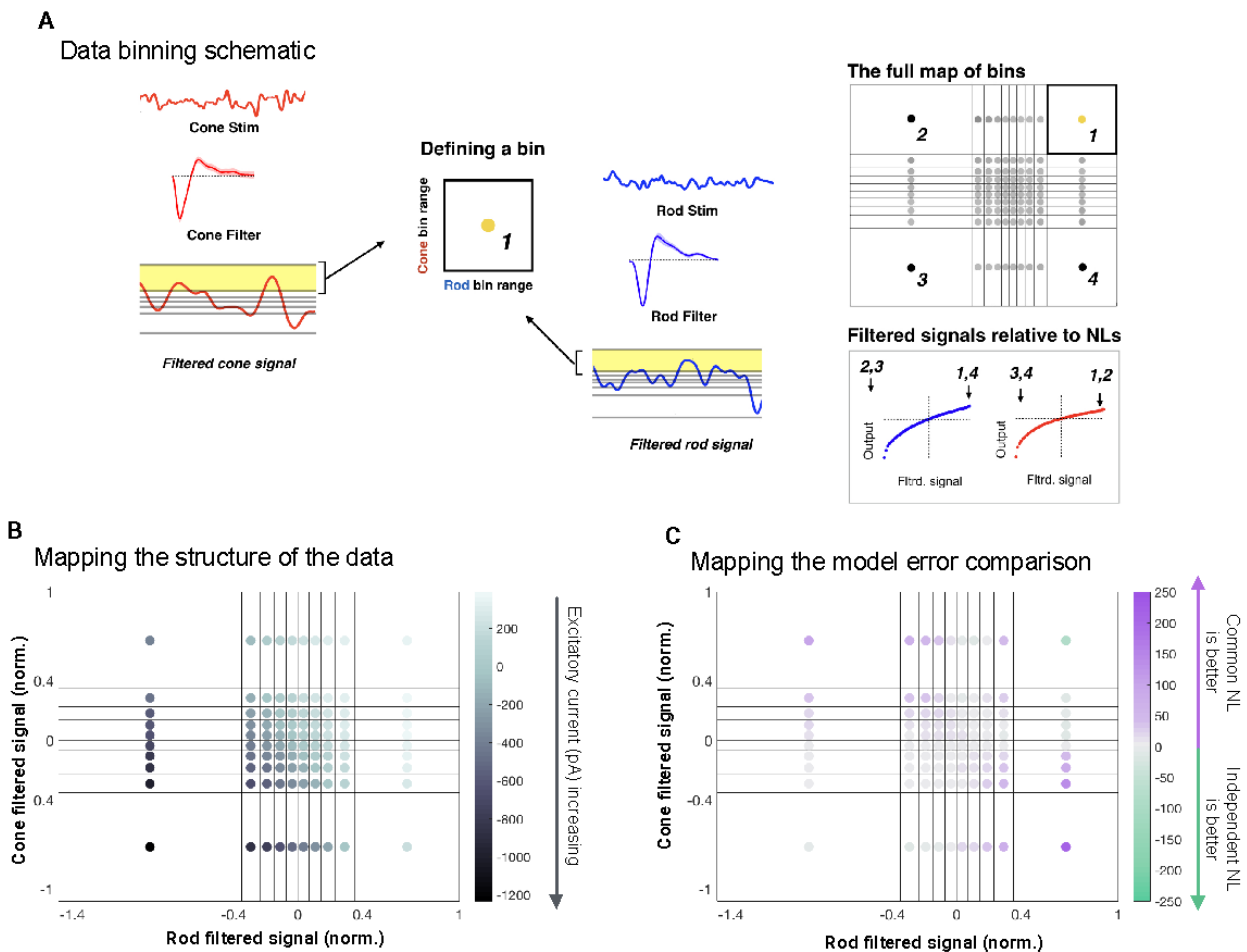 A
Data binning schematic
Cone Stim
Cone Filter
Filtered cone signal
Defining a bin
Cone bin range
1
Rod bin range
Rod Stim
Rod Filter
Filtered rod signal
The full map of bins
2
1
3
4
Filtered signals relative to NLs
2,3
1,4
3,4
1,2
Output
Output
Fltrd. signal
Fltrd. signal
B
Mapping the structure of the data
Cone filtered signal (norm.)
1
0.4
0
0.4
-1
-1.4
-0.4
0
0.4
1
Rod filtered signal (norm.)
200
0
-200
-400
-600
-800
-1000
-1200
Excitatory current (pA) increasing
C
Mapping the model error comparison
Cone filtered signal (norm.)
1
0.4
0
-0.4
-1
-1.4
-0.4
0
0.4
1
Rod filtered signal (norm.)
250
200
150
100
50
0
-50
-100
-150
-200
-250
Common NL
is better
Independent NL
is better